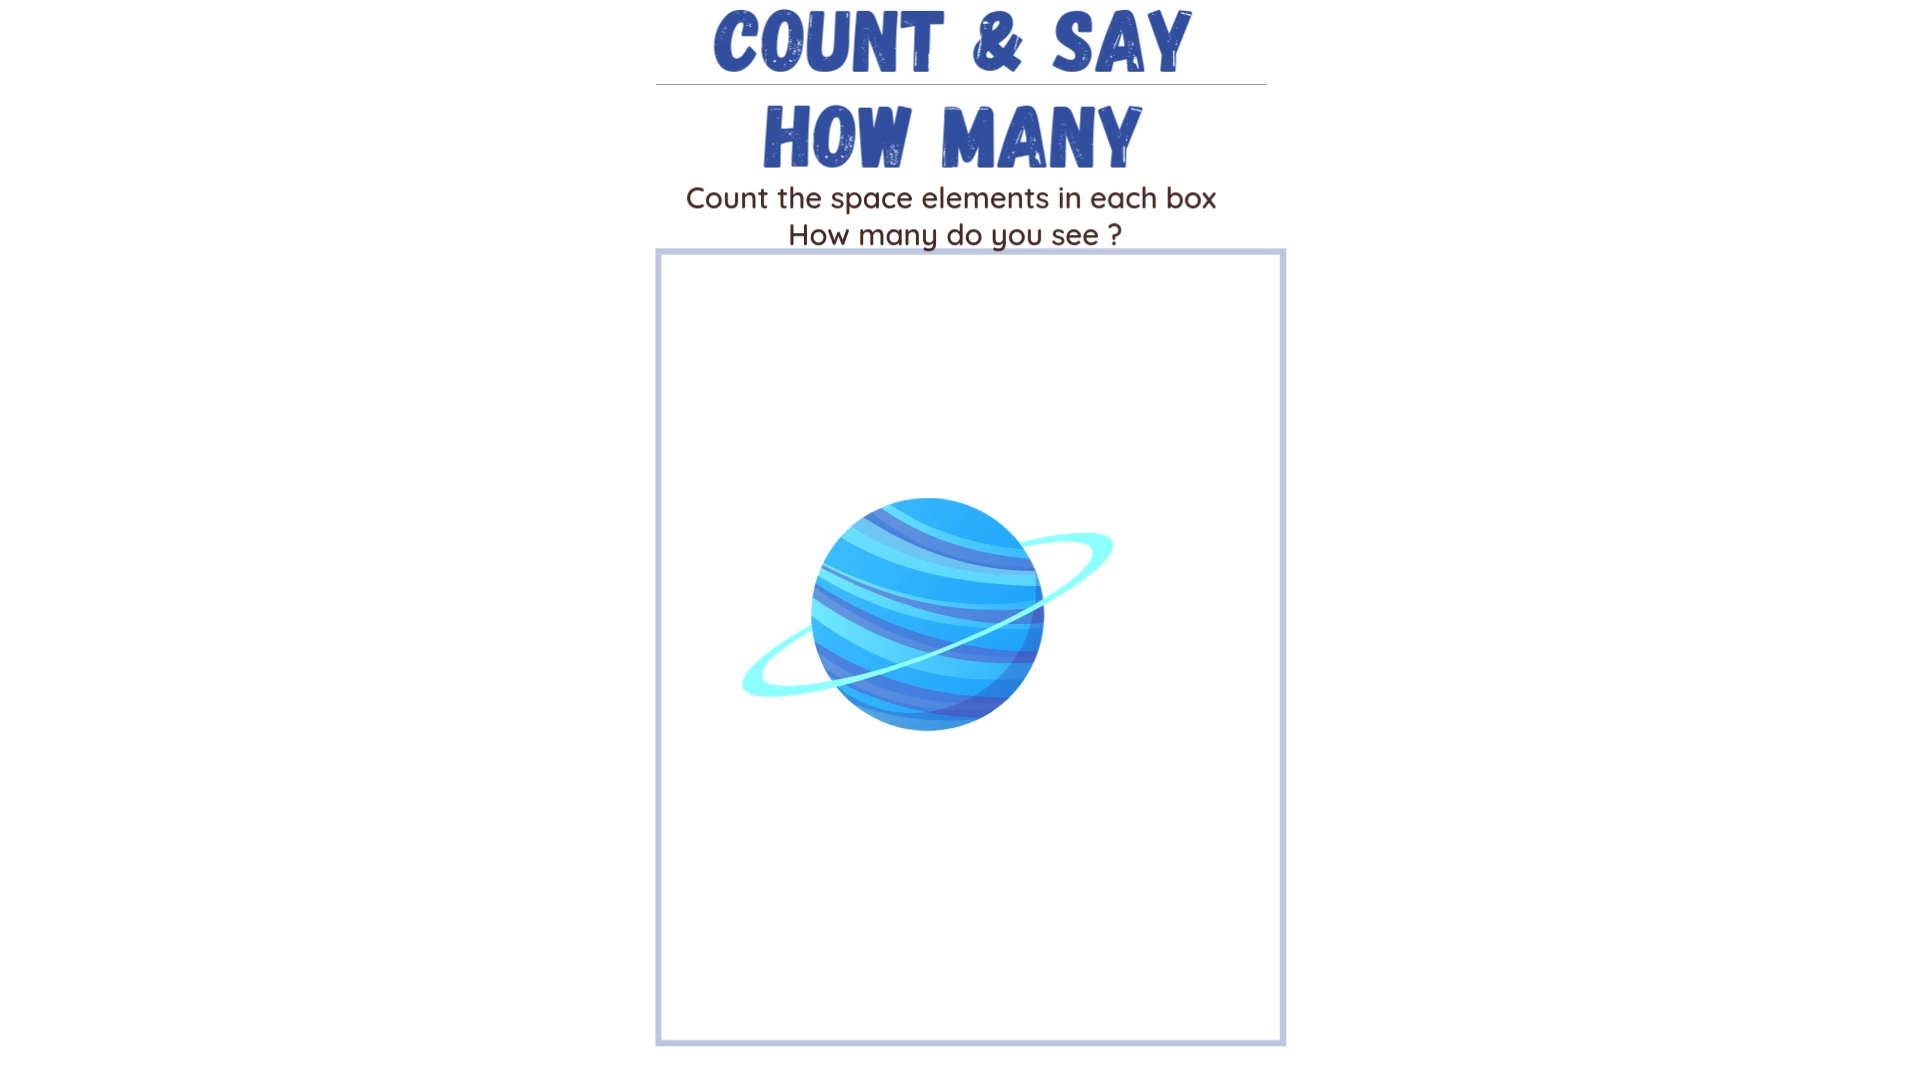 COUNT & SAY
HOW MANY
Count the space elements in each box
How many do you see ?